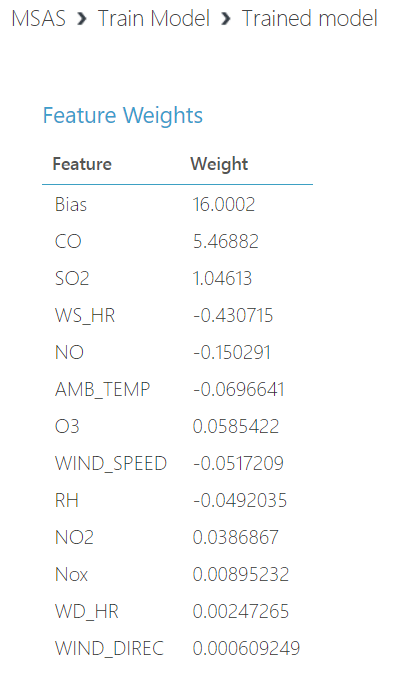 MSAS › Train Model › Trained model
Feature Weights
Feature Weight
Bias 16.0002
CO 5.46882
SO2 1.04613
WS_HR -0.430715
NO -0.150291
AMB_TEMP -0.0696641
O3 0.0585422
WIND_SPEED -0.0517209
RH -0.0492035
NO2 0.0386867
Nox 0.00895232
WD_HR 0.00247265
WIND_DIREC 0.000609249